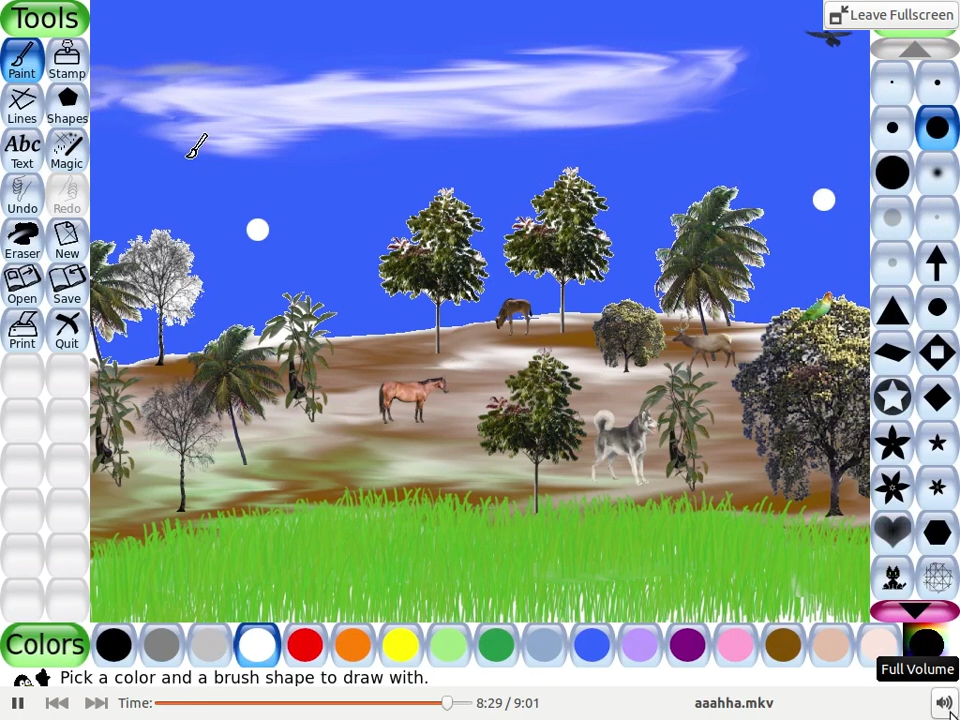 Tools
Leave Fullscreen
Paint
Stamp
Lines
Shapes
Abc
Text
Magic
Undo
Redo
Eraser
New
Open
Save
Print
Quit
Colors
Full Volume
Pick a color and a brush shape to draw with.
Time:
8:29 / 9:01
aaahha.mkv